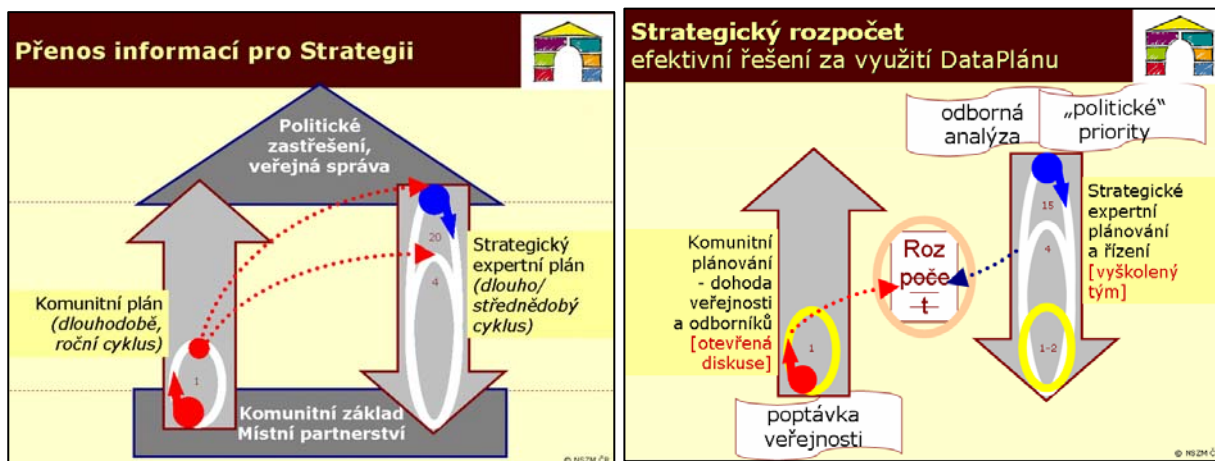 Přenos informací pro Strategii
Politické
zastřešení,
veřejná správa
20
4
Strategický
expertní plán
(dlouho/
střednědobý
cyklus)
Komunitní plán
(dlouhodobě,
roční cyklus)
1
Komunitní základ
Místní partnerství
© NSZM ČR
Strategický rozpočet
efektivní řešení za využití DataPlánu
odborná
analýza
„politické“
priority
15
4
1-2
Strategické
expertní
plánování
a řízení
[vyškolený
tým]
Roz
poče
t
Komunitní
plánování
- dohoda
veřejnosti
a odborníků
[otevřená
diskuse]
1
poptávka
veřejnosti
© NSZM Č